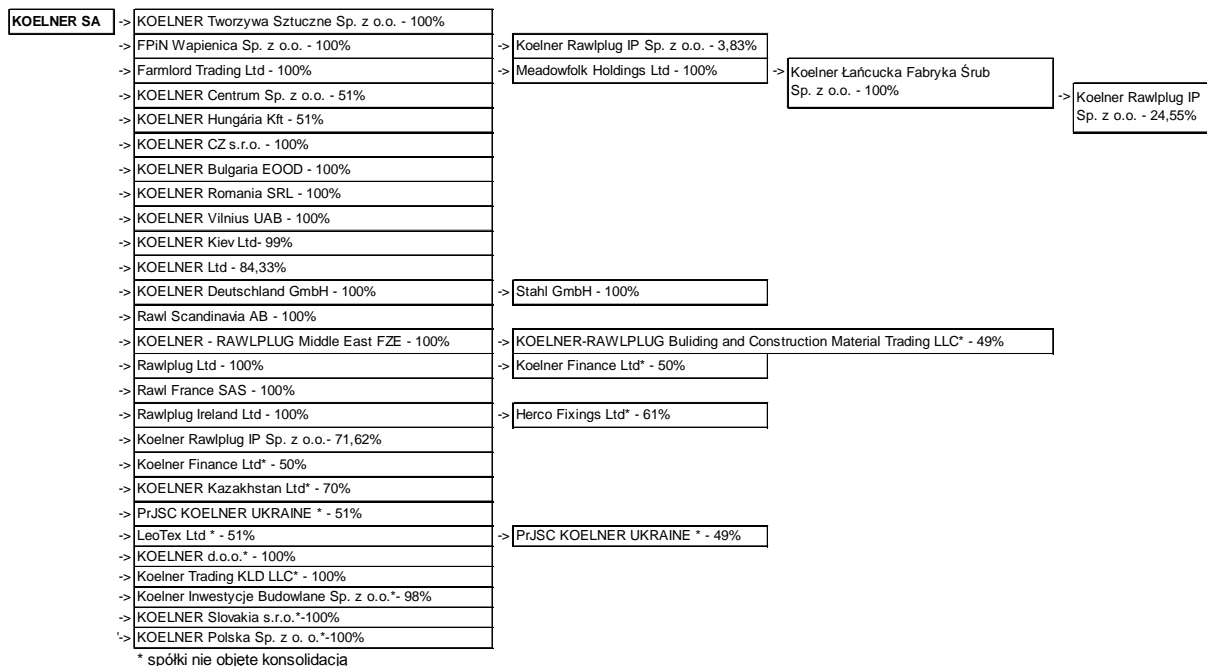 KOELNER SA -> KOELNER Tworzywa Sztuczne Sp. z o.o. - 100%
-> FPiN Wapienica Sp. z o.o. - 100% -> Koelner Rawlplug IP Sp. z o.o. - 3,83%
-> Farmlord Trading Ltd - 100% -> Meadowfolk Holdings Ltd - 100% -> Koelner Łańcucka Fabryka Śrub
Sp. z o.o. - 100%
-> Koelner Rawlplug IP
Sp. z o.o. - 24,55%
-> KOELNER Centrum Sp. z o.o. - 51%
-> KOELNER Hungária Kft - 51%
-> KOELNER CZ s.r.o. - 100%
-> KOELNER Bulgaria EOOD - 100%
-> KOELNER Romania SRL - 100%
-> KOELNER Vilnius UAB - 100%
-> KOELNER Kiev Ltd- 99%
-> KOELNER Ltd - 84,33%
-> KOELNER Deutschland GmbH - 100% -> Stahl GmbH - 100%
-> Rawl Scandinavia AB - 100%
-> KOELNER - RAWLPLUG Middle East FZE - 100% -> KOELNER-RAWLPLUG Buliding and Construction Material Trading LLC* - 49%
-> Rawlplug Ltd - 100% -> Koelner Finance Ltd* - 50%
-> Rawl France SAS - 100%
-> Rawlplug Ireland Ltd - 100% -> Herco Fixings Ltd* - 61%
-> Koelner Rawlplug IP Sp. z o.o.- 71,62%
-> Koelner Finance Ltd* - 50%
-> KOELNER Kazakhstan Ltd* - 70%
-> PrJSC KOELNER UKRAINE * - 51%
-> LeoTex Ltd * - 51% -> PrJSC KOELNER UKRAINE * - 49%
-> KOELNER d.o.o.* - 100%
-> Koelner Trading KLD LLC* - 100%
-> Koelner Inwestycje Budowlane Sp. z o.o.*- 98%
-> KOELNER Slovakia s.r.o.*-100%
'-> KOELNER Polska Sp. z o. o.*-100%
* spółki nie objęte konsolidacją